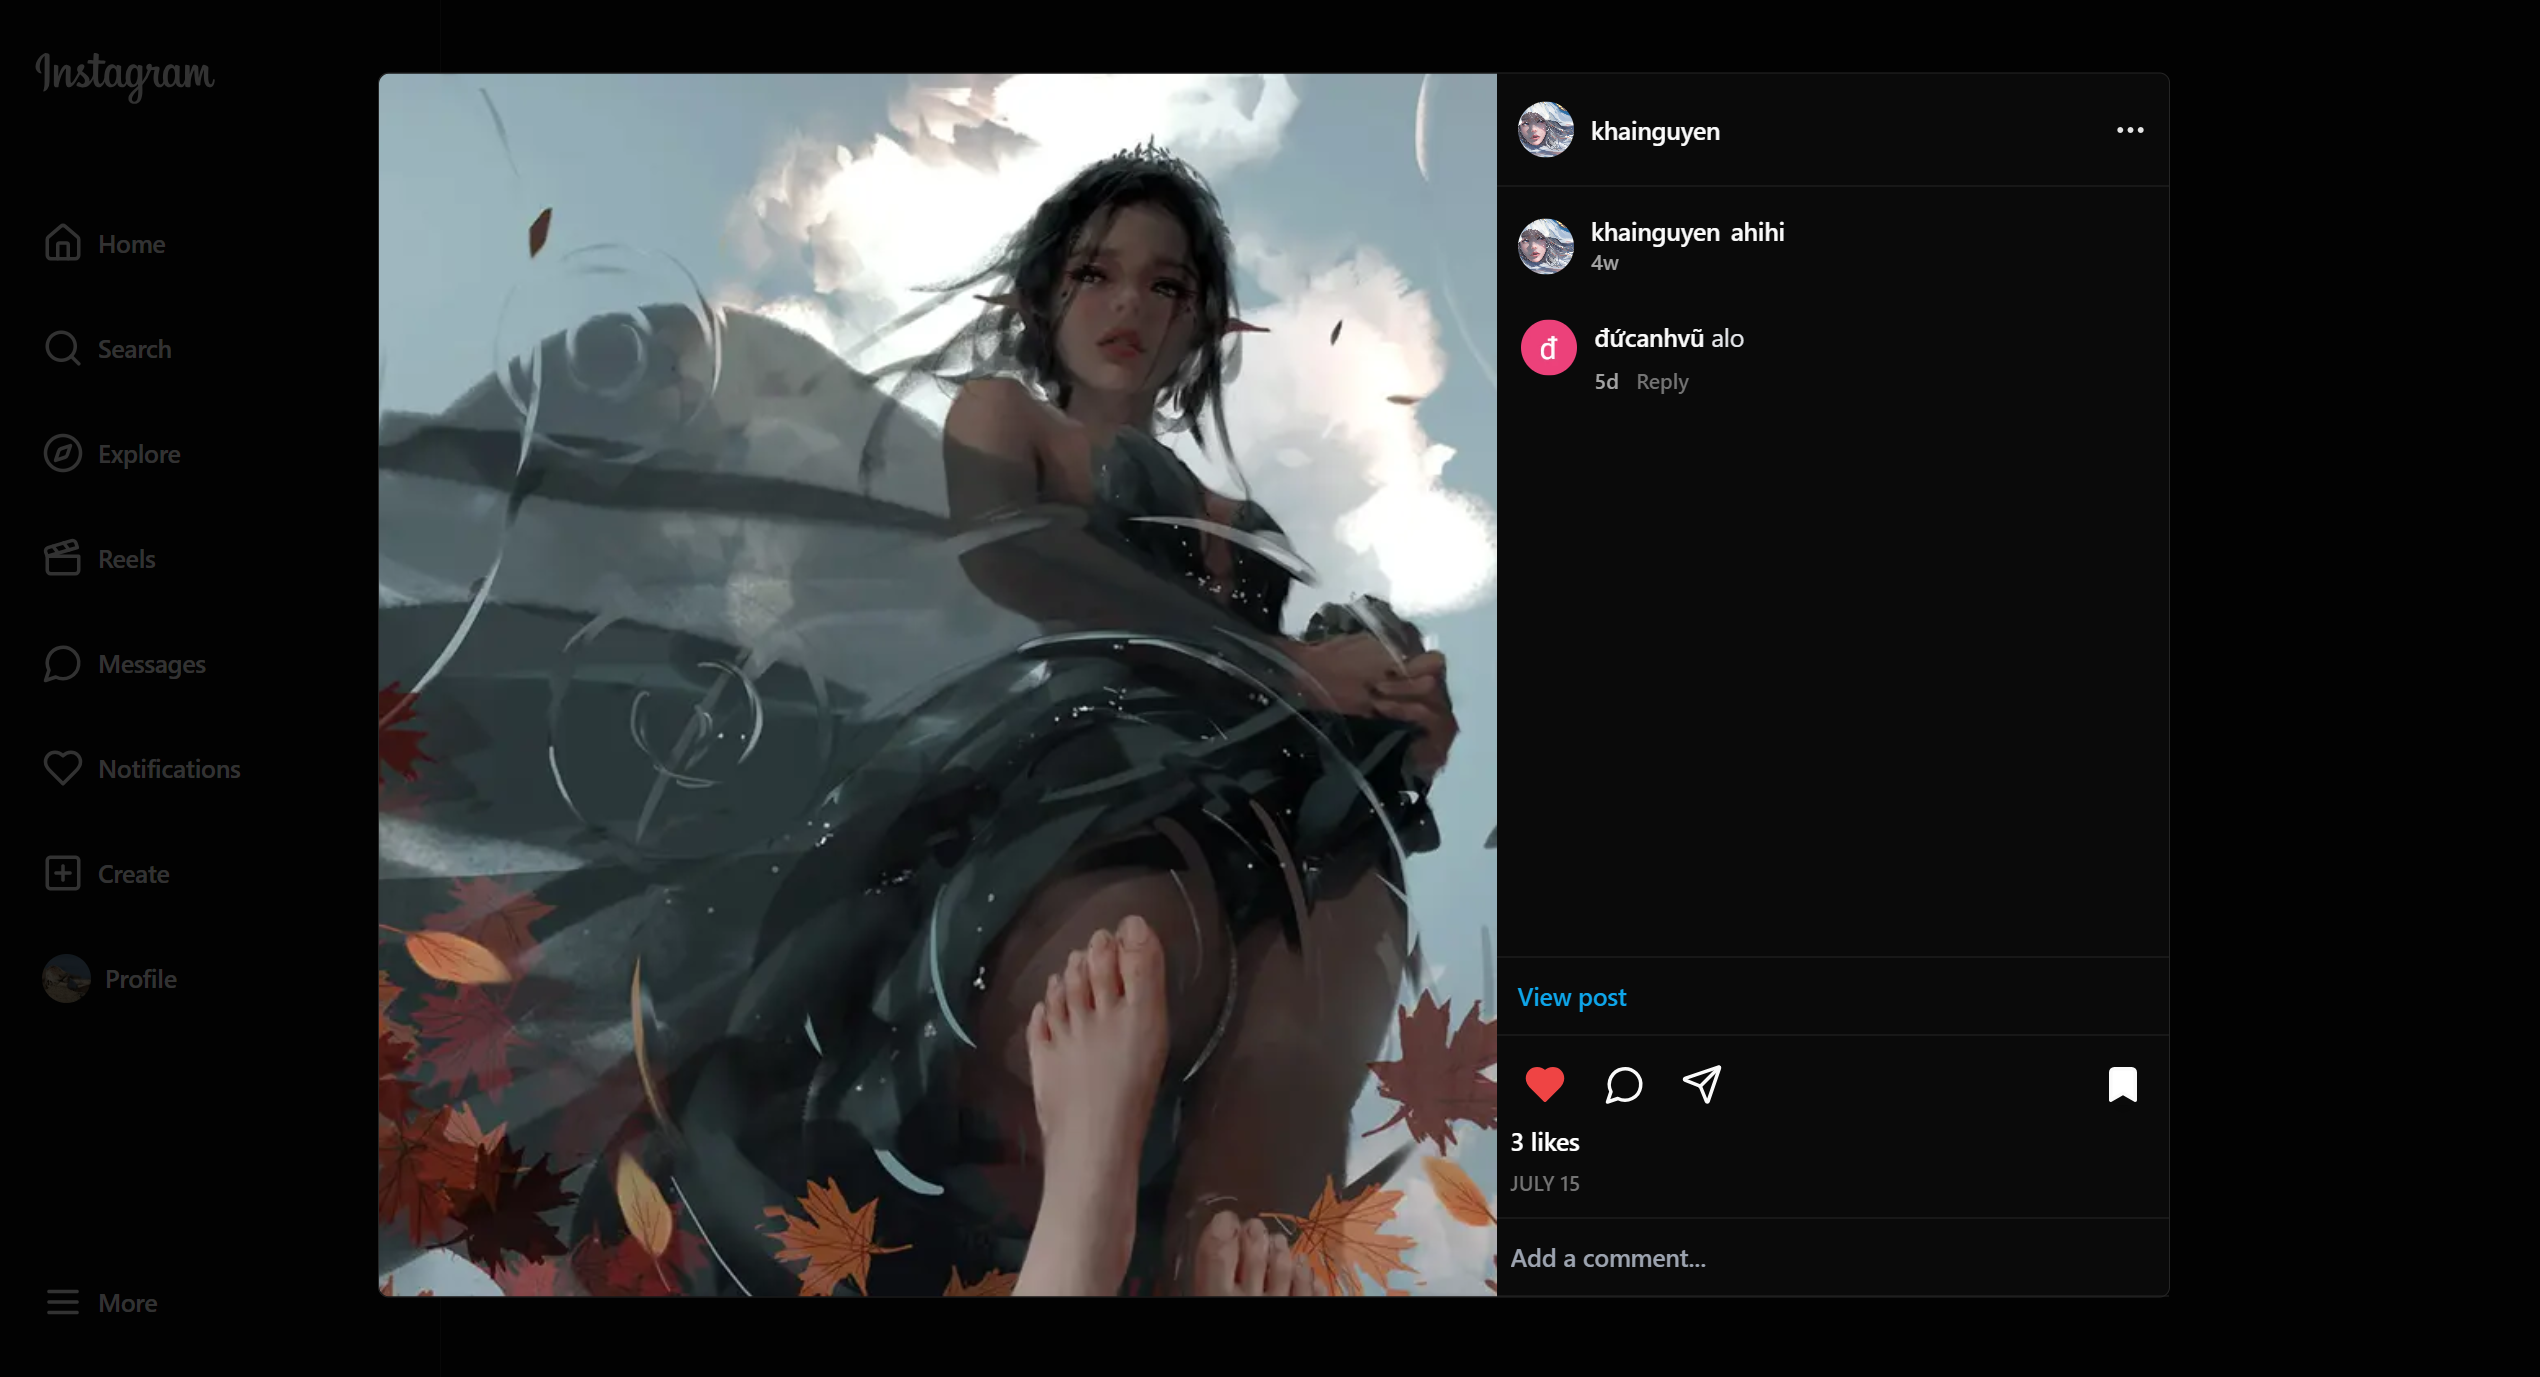 Instagram
Home
Search
Explore
Reels
Messages
Notifications
Create
Profile
More
khainguyen
khainguyen ahihi
4w
đ
đứcanhvũ alo
5d Reply
View post
3 likes
JULY 15
Add a comment...